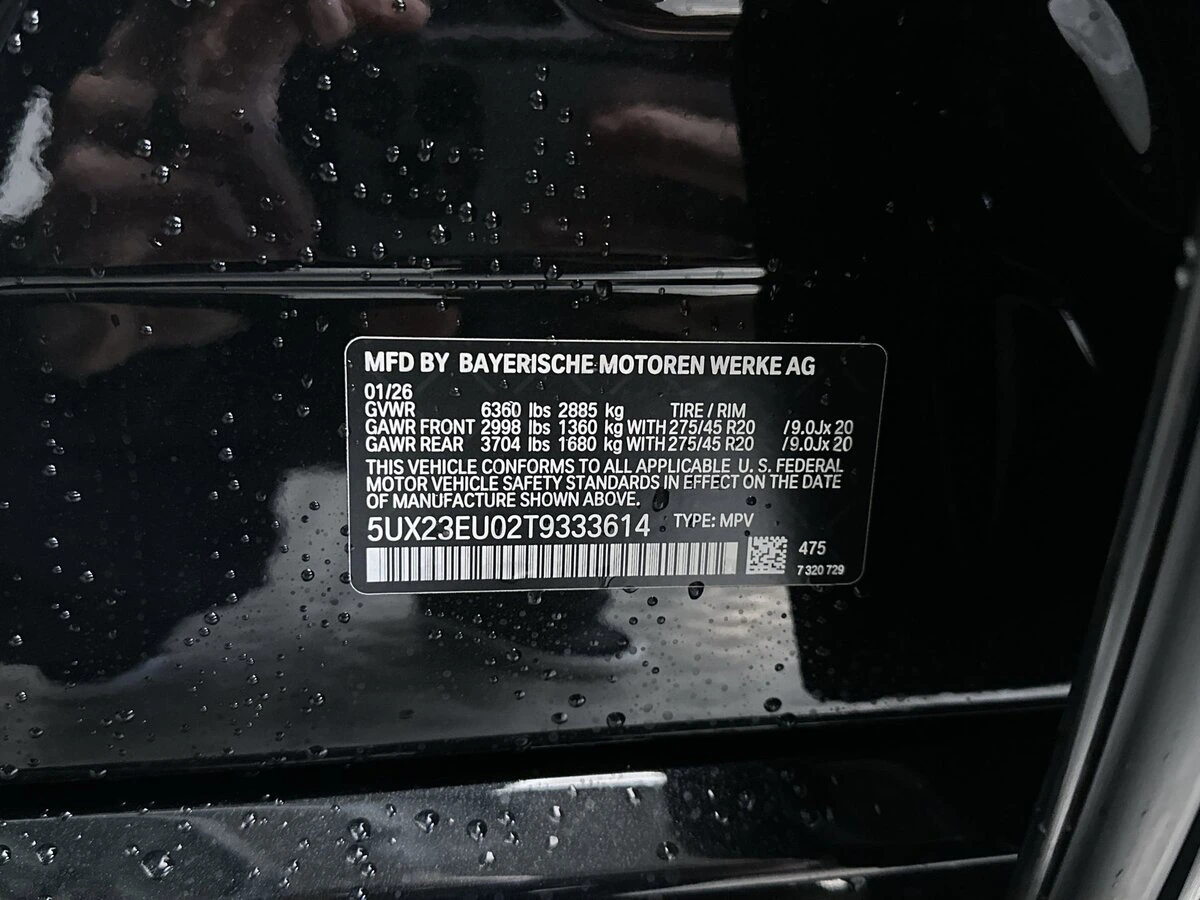 MFD BY BAYERISCHE MOTOREN WERKE AG
01/26
GVWR 6360 lbs 2885 kg TIRE / RIM
GAWR FRONT 2998 lbs 1360 kg WITH 275/45 R20 /9.0Jx 20
GAWR REAR 3704 lbs 1680 kg WITH 275/45 R20 /9.0Jx 20
THIS VEHICLE CONFORMS TO ALL APPLICABLE U. S. FEDERAL
MOTOR VEHICLE SAFETY STANDARDS IN EFFECT ON THE DATE
OF MANUFACTURE SHOWN ABOVE.
5UX23EU02T9333614 TYPE: MPV
475
7 320 729